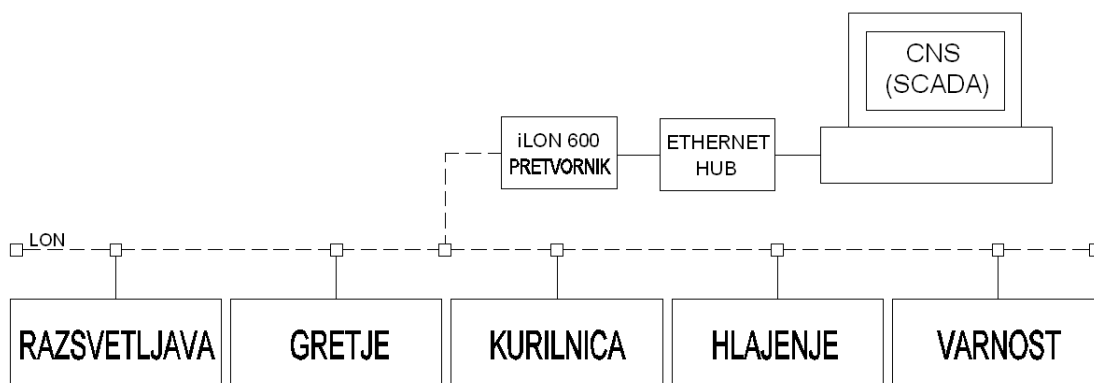 CNS
(SCADA)
iLON 600
PRETVORNIK
ETHERNET
HUB
LON
RAZSVETLJAVA
GRETJE
KURILNICA
HLAJENJE
VARNOST